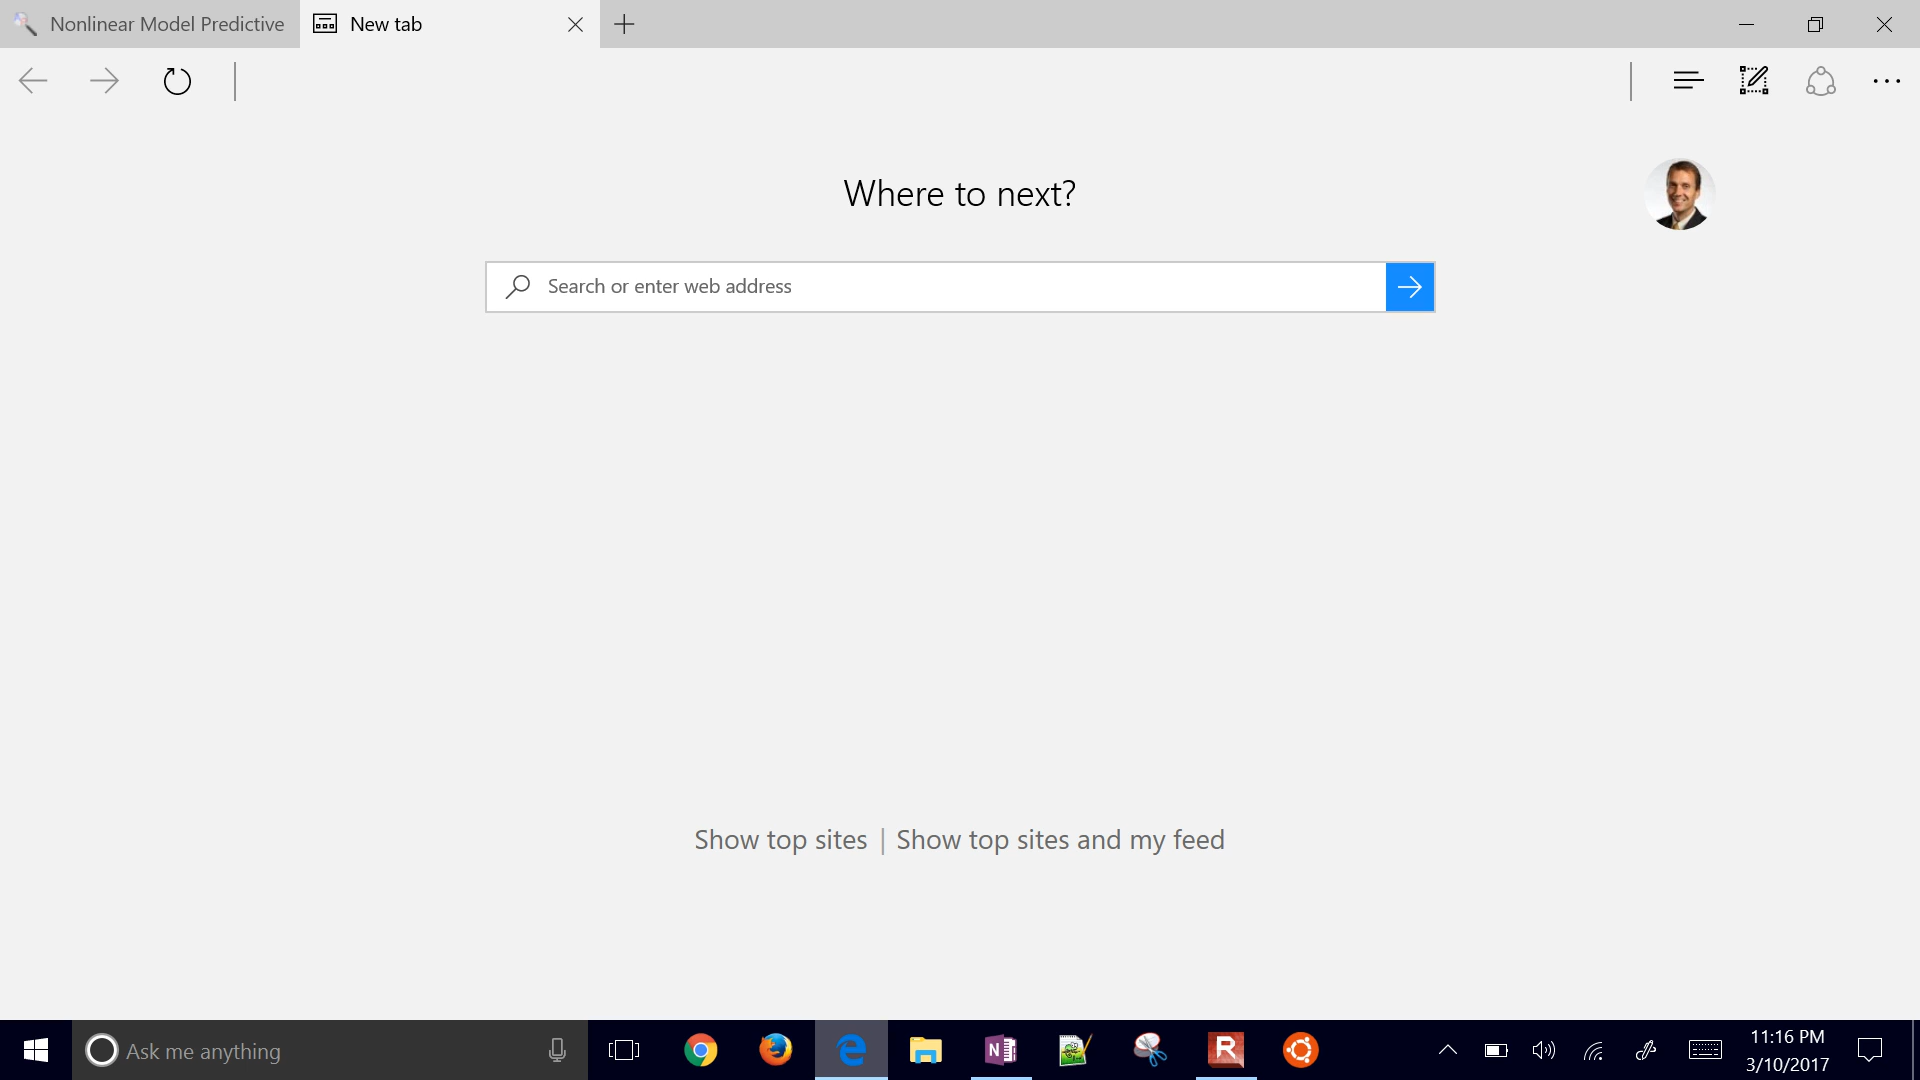 Nonlinear Model Predictive
New tab
Where to next?
Search or enter web address
Show top sites | Show top sites and my feed
Ask me anything
N
R
11:16 PM
3/10/2017